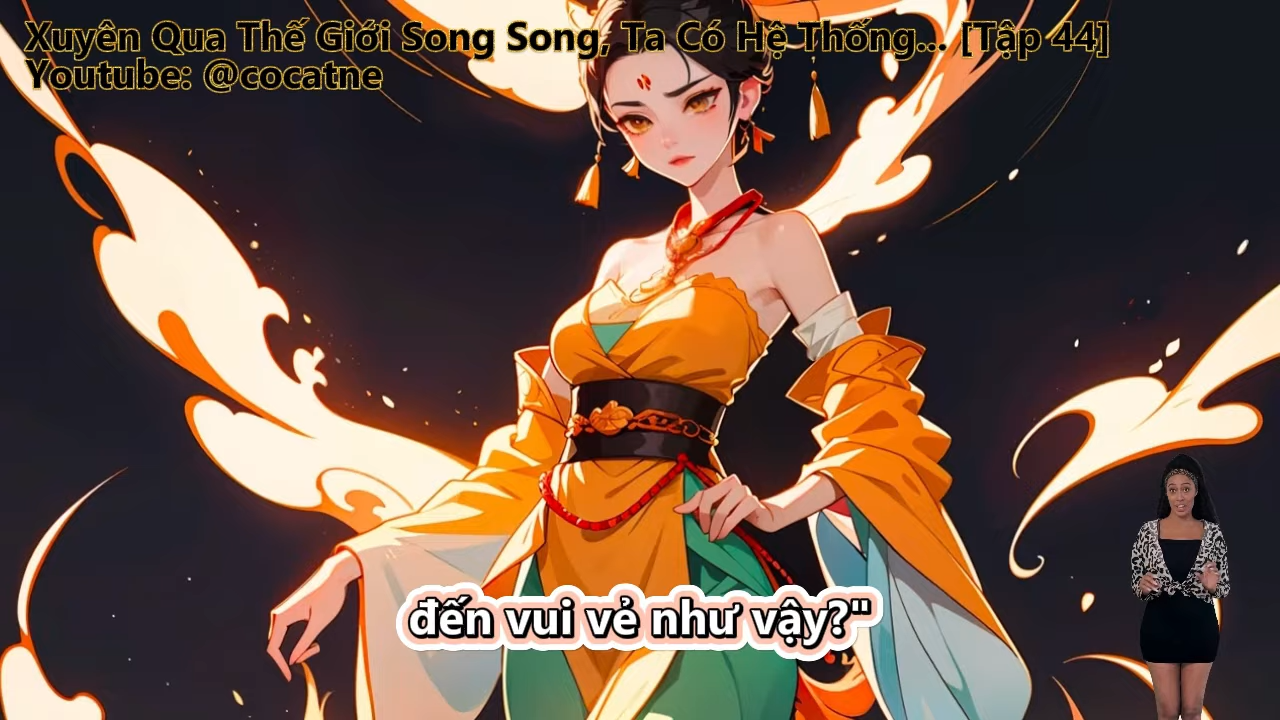 Xuyên Qua Thế Giới Song Song, Ta Có Hệ Thống... [Tập 44]
Youtube: @cocatne
đến vui vẻ như vậy?"